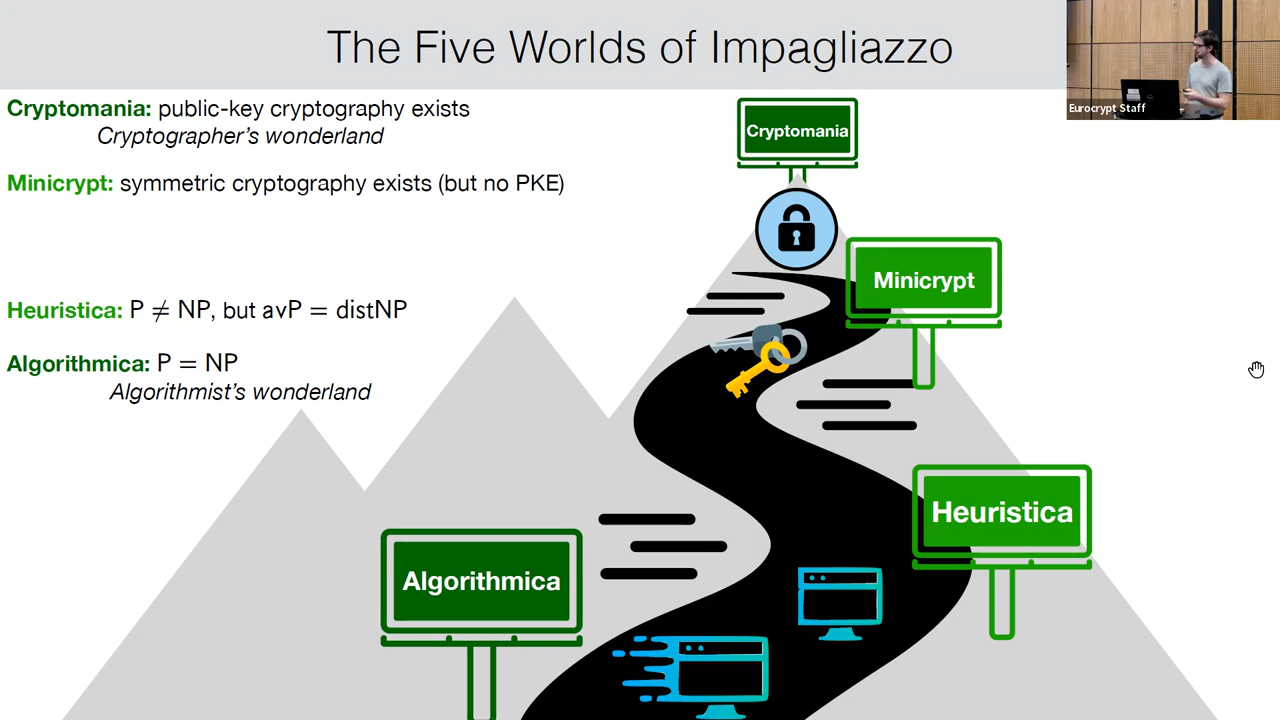 The Five Worlds of Impagliazzo
Eurocrypt Staff
Cryptomania: public-key cryptography exists
Cryptographer's wonderland
Minicrypt: symmetric cryptography exists (but no PKE)
Heuristica: P ≠ NP, but avP = distNP
Algorithmica: P = NP
Algorithmist's wonderland
Cryptomania
Minicrypt
Heuristica
Algorithmica